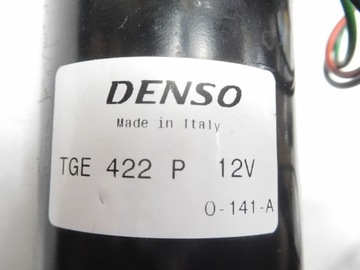 DENSO
Made in Italy
TGE 422 P 12V
O-141-A